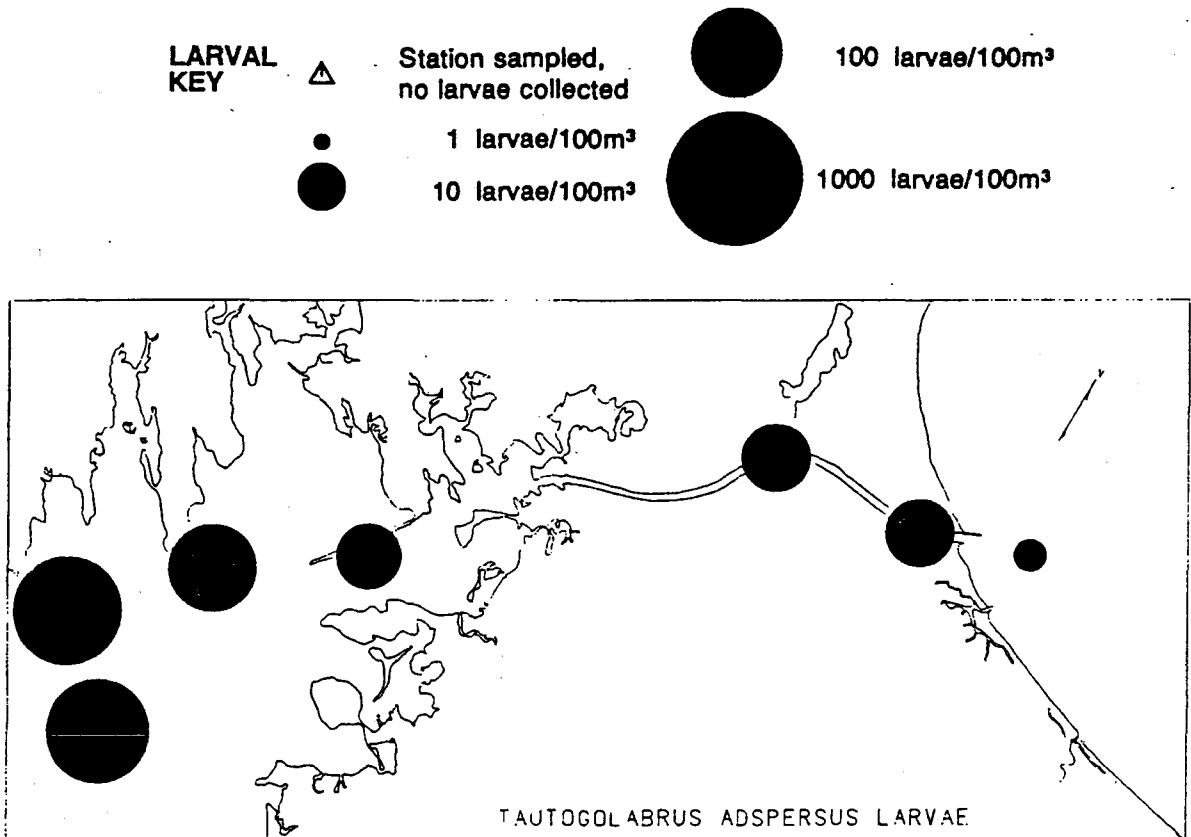 LARVAL
KEY
Station sampled,
no larvae collected
1 larvae/100m³
10 larvae/100m³
100 larvae/100m³
1000 larvae/100m³
TAUTOGOLABRUS ADSPERSUS LARVAE